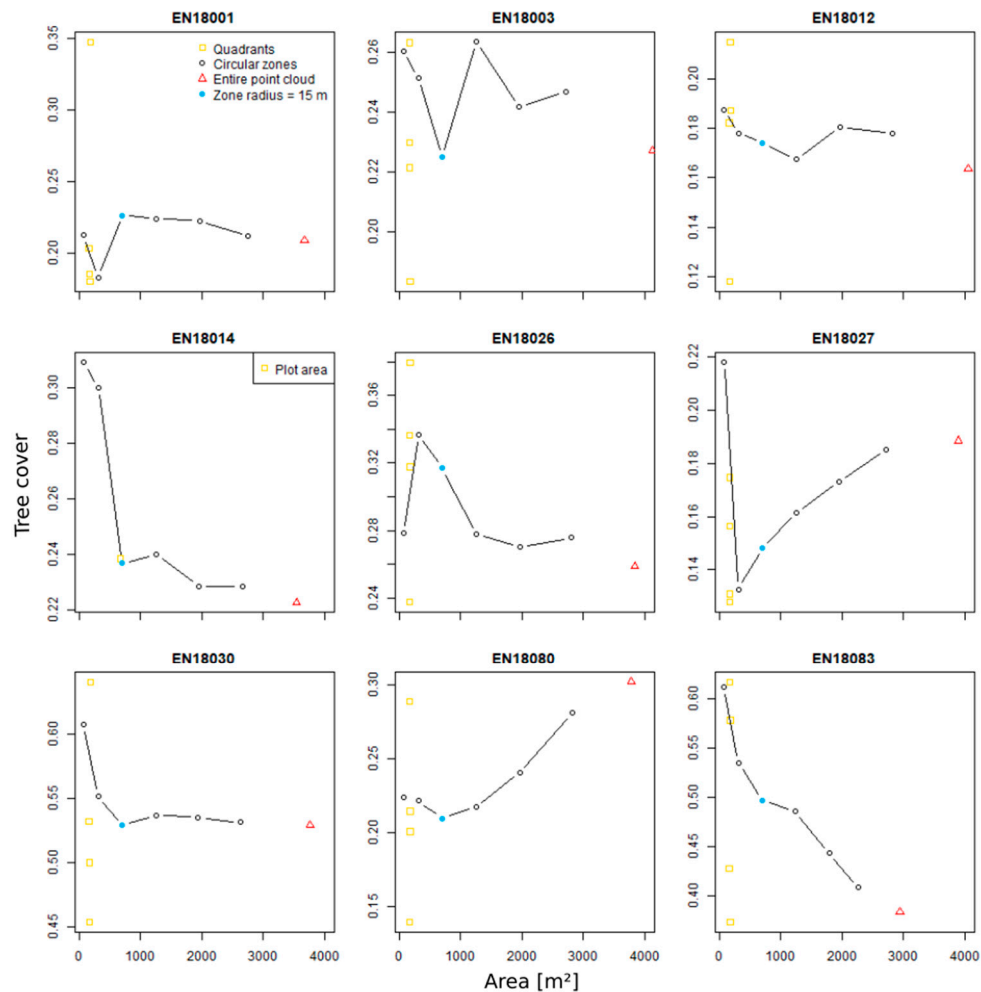 EN18001
EN18003
EN18012
0.35
0.30
0.25
0.20
Quadrants
Circular zones
Entire point cloud
Zone radius = 15 m
0.26
0.24
0.22
0.20
0.20
0.18
0.16
0.14
0.12
EN18014
EN18026
EN18027
0.30
0.28
0.26
0.24
0.22
Plot area
0.36
0.32
0.28
0.24
0.22
0.20
0.18
0.16
0.14
Tree cover
EN18030
EN18080
EN18083
0.60
0.55
0.50
0.45
0.30
0.25
0.20
0.15
0.60
0.55
0.50
0.45
0.40
0 1000 2000 3000 4000
0 1000 2000 3000 4000
0 1000 2000 3000 4000
Area [m²]